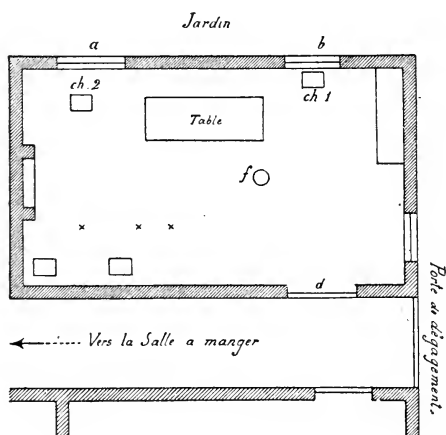 Jardin
a
b
ch. 2
ch 1
Table
f
x x x
d
Vers la Salle a manger
Porte de dégagement.